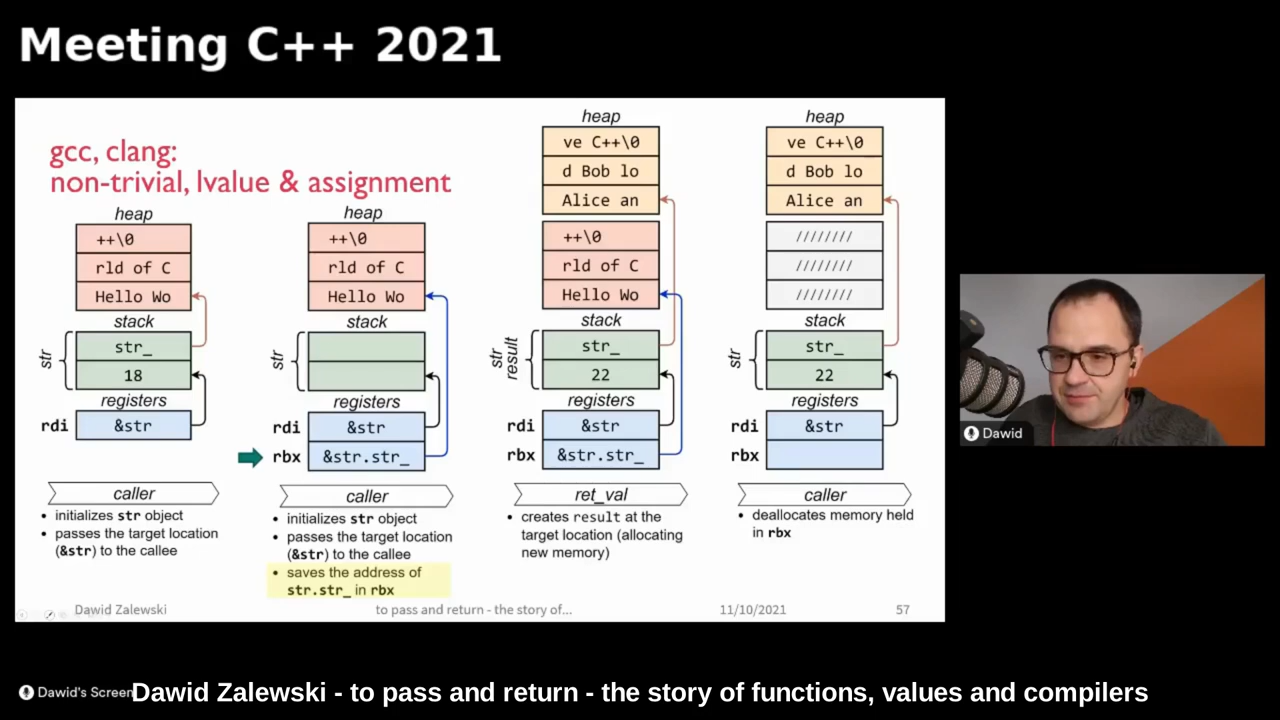 Meeting C++ 2021
gcc, clang:
non-trivial, lvalue & assignment
heap
++\0
rld of C
Hello Wo
stack
str
str_
18
registers
rdi
&str
caller
• initializes str object
• passes the target location
(&str) to the callee
heap
++\0
rld of C
Hello Wo
stack
str
registers
rdi
&str
rbx
&str.str_
caller
• initializes str object
• passes the target location
(&str) to the callee
• saves the address of
str.str_ in rbx
heap
ve C++\0
d Bob lo
Alice an
++\0
rld of C
Hello Wo
stack
str
result
str_
22
registers
rdi
&str
rbx
&str.str_
ret_val
• creates result at the
target location (allocating
new memory)
heap
ve C++\0
d Bob lo
Alice an
////////
////////
////////
stack
str
str_
22
registers
rdi
&str
rbx
caller
• deallocates memory held
in rbx
Dawid Zalewski
to pass and return - the story of...
11/10/2021
57
Dawid
Dawid's Screen
Dawid Zalewski - to pass and return - the story of functions, values and compilers